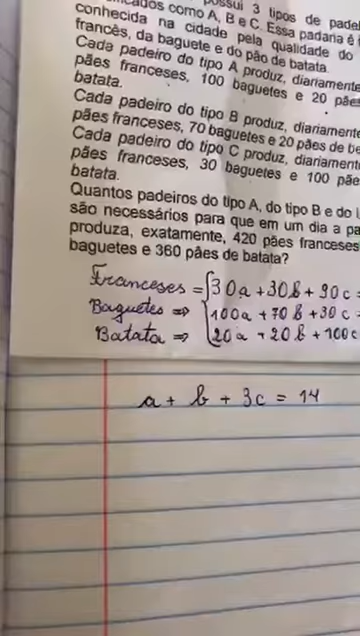 possui 3 tipos de
como A, B e C. Essa padaria é
conhecida na cidade pela qualidade do
francês, da baguete e do pão de batata.
Cada padeiro do tipo A produz, diariamente
pães franceses, 100 baguetes e 20 pães
batata.
Cada padeiro do tipo B produz, diariamente
pães franceses, 70 baguetes e 20 pães de
Cada padeiro do tipo C produz, diariament
pães franceses, 30 baguetes e 100 pãe
batata.
Quantos padeiros do tipo A, do tipo B e do
são necessários para que em um dia a pa
produza, exatamente, 420 pães franceses
baguetes e 360 pães de batata?
Franceses = { 30a + 30b + 90c =
Baguetes ⇒ { 100a + 70b + 30c =
Batata ⇒ { 20a + 20b + 100c
a + b + 3c = 14